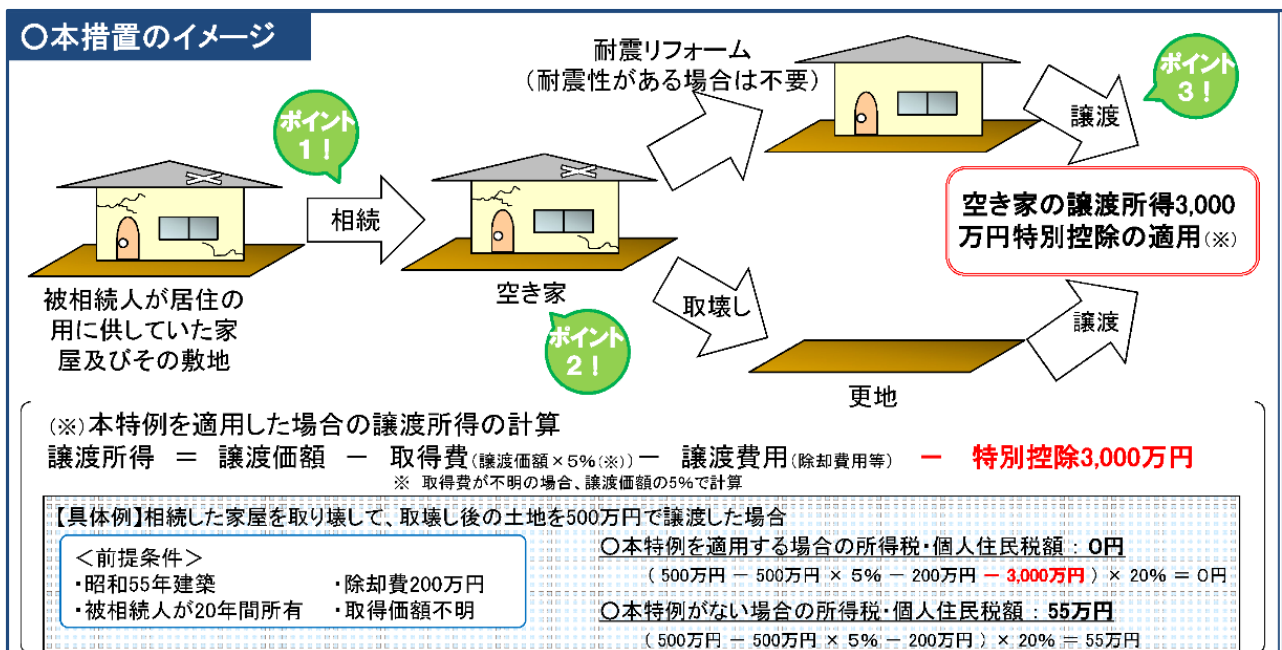 〇本措置のイメージ
耐震リフォーム
（耐震性がある場合は不要）
ポイント
1！
ポイント
3！
相続
譲渡
空き家の譲渡所得3,000
万円特別控除の適用(※)
被相続人が居住の
用に供していた家
屋及びその敷地
空き家
ポイント
2！
取壊し
譲渡
更地
(※)本特例を適用した場合の譲渡所得の計算
譲渡所得 ＝ 譲渡価額 － 取得費(譲渡価額×5%(※))－ 譲渡費用(除却費用等) － 特別控除3,000万円
※ 取得費が不明の場合、譲渡価額の5%で計算
【具体例】相続した家屋を取り壊して、取壊し後の土地を500万円で譲渡した場合
＜前提条件＞
・昭和55年建築 ・除却費200万円
・被相続人が20年間所有 ・取得価額不明
〇本特例を適用する場合の所得税・個人住民税額 : 0円
（500万円 － 500万円 × 5% － 200万円 － 3,000万円）× 20% ＝ 0円
〇本特例がない場合の所得税・個人住民税額 : 55万円
（500万円 － 500万円 × 5% － 200万円）× 20% ＝ 55万円